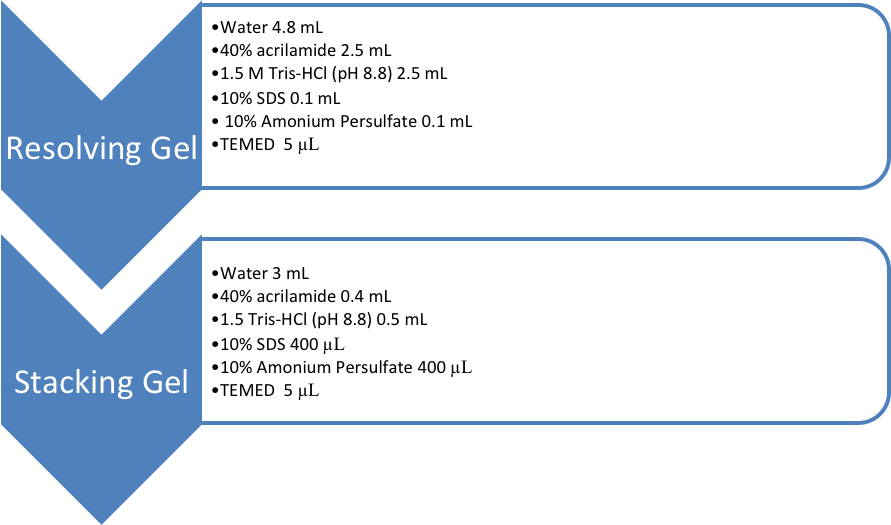 Resolving Gel
•Water 4.8 mL
•40% acrilamide 2.5 mL
•1.5 M Tris-HCl (pH 8.8) 2.5 mL
•10% SDS 0.1 mL
• 10% Amonium Persulfate 0.1 mL
•TEMED  5 µL
Stacking Gel
•Water 3 mL
•40% acrilamide 0.4 mL
•1.5 Tris-HCl (pH 8.8) 0.5 mL
•10% SDS 400 µL
•10% Amonium Persulfate 400 µL
•TEMED  5 µL